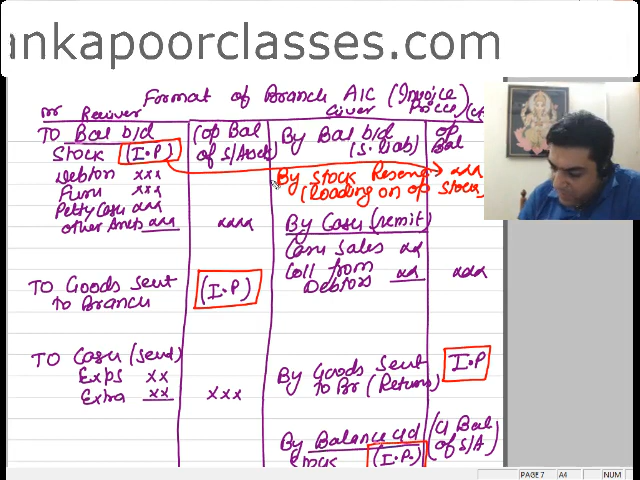 ankapoorclasses.com
Format of Branch A/C (Invoice Price)
Dr Receiver
Giver
To Bal b/d
(op Bal of S/Asset)
Stock (I.P)
Debtors xxx
Furn xxx
Petty Cash xxx
other Assets xxx
xxxx
To Goods Sent to Branch
(I.P)
To Cash (send)
Exps xx
Extra xx
xxx
By Bal b/d (S.Liab)
op Bal
By Stock Reserve xxx
(Loading on op Stock)
By Cash (remit)
Cash Sales xx
Coll from Debtors xx
xxx
By Goods Sent to Br (Return)
I.P
By Balance c/d
(Cl Bal of S/A)
Stock (I.P.)
PAGE 7 A4 NUM